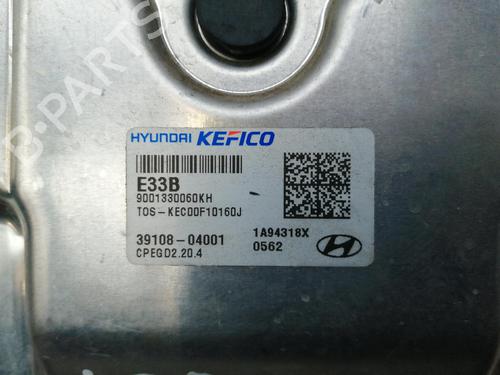 B-PARTS
HYUNDAI KEFICO
E33B
9001330060KH
TOS-KEC00F10160J
39108-04001
CPEGD2.20.4
1A94318X
0562